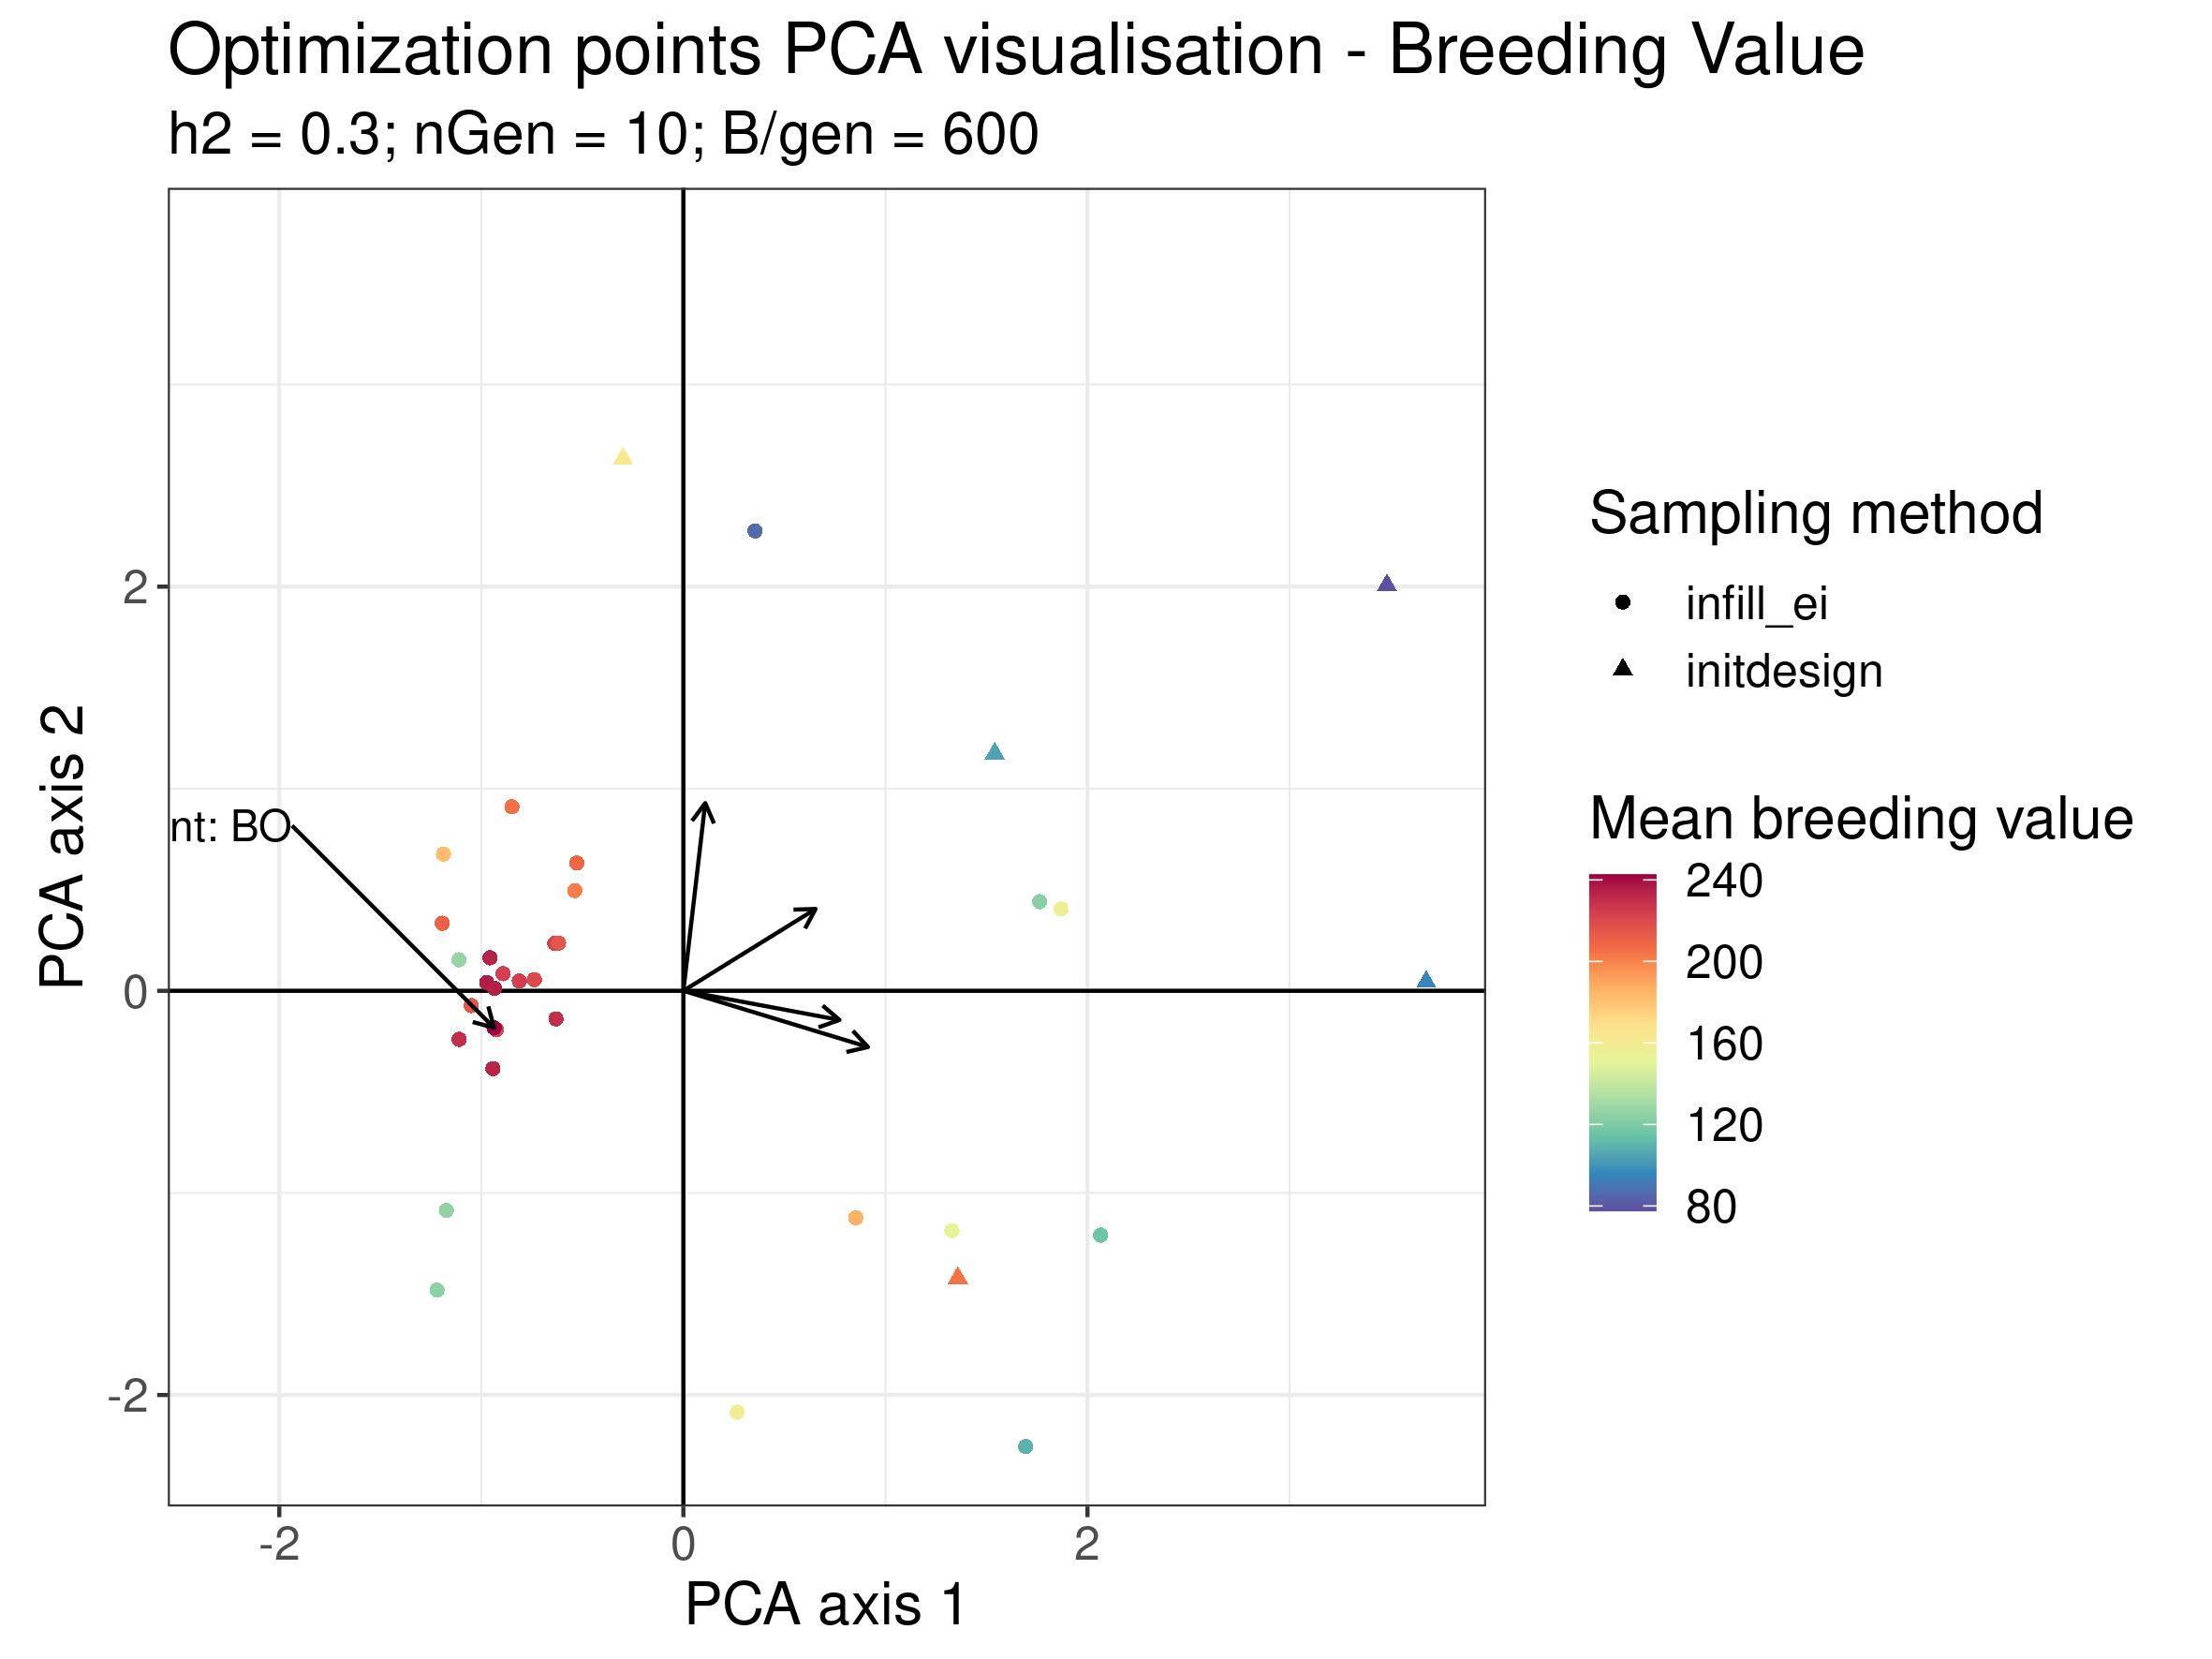 Optimization points PCA visualisation - Breeding Value
h2 = 0.3; nGen = 10; B/gen = 600
PCA axis 2
2
0
-2
nt: BO
-2
0
2
PCA axis 1
Sampling method
infill_ei
initdesign
Mean breeding value
240
200
160
120
80